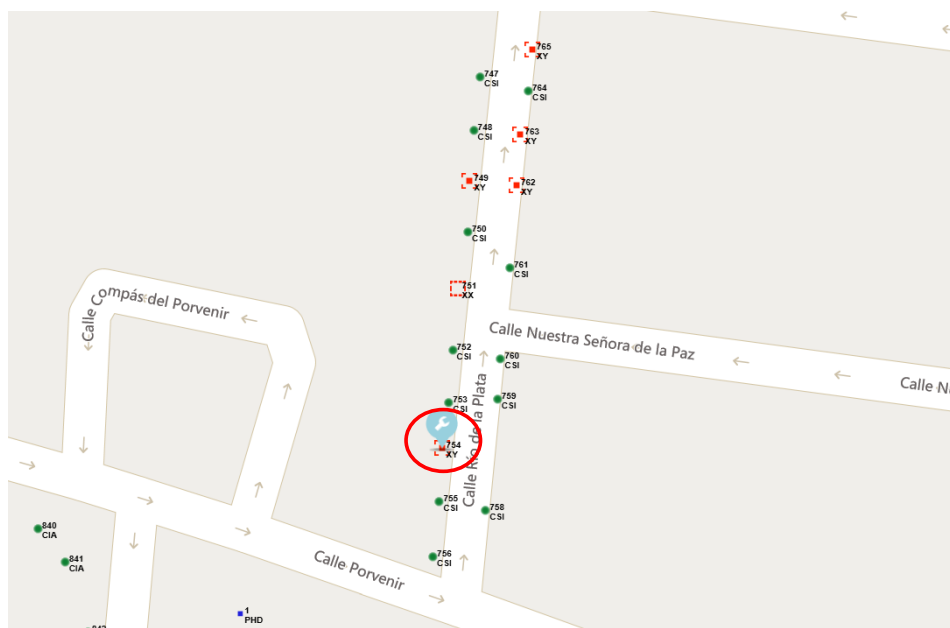 765
XY
747
CSI
764
CSI
748
CSI
763
XY
749
XY
762
XY
750
CSI
761
CSI
751
XX
Calle Compás del Porvenir
Calle Nuestra Señora de la Paz
752
CSI
760
CSI
Calle N
753
CSI
759
CSI
Calle Río de la Plata
754
XY
755
CSI
758
CSI
840
CIA
841
CIA
756
CSI
Calle Porvenir
1
PHD